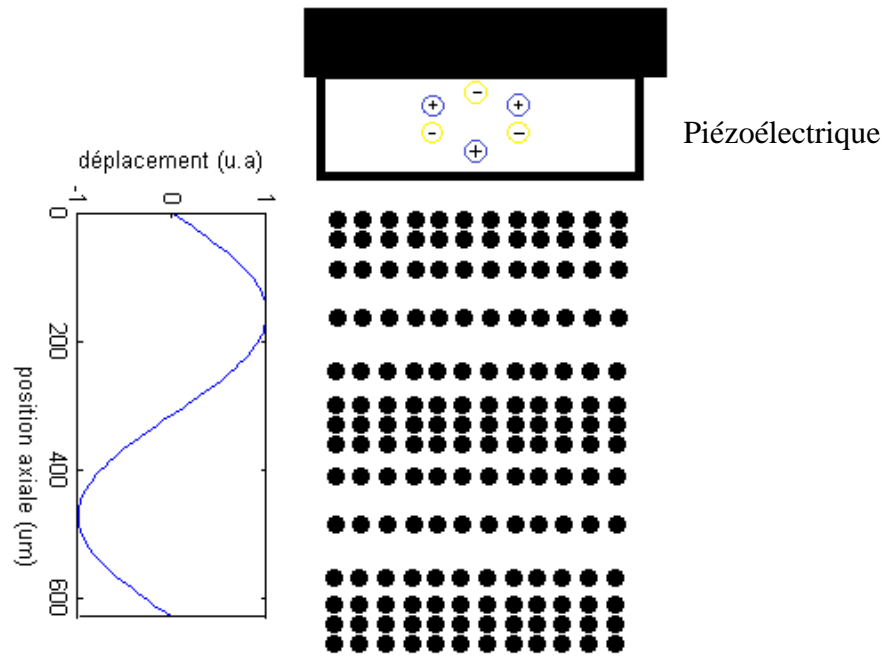 + - +
- + -
Piézoélectrique
déplacement (u.a)
-1 0 1
0
200
400
600
position axiale (um)